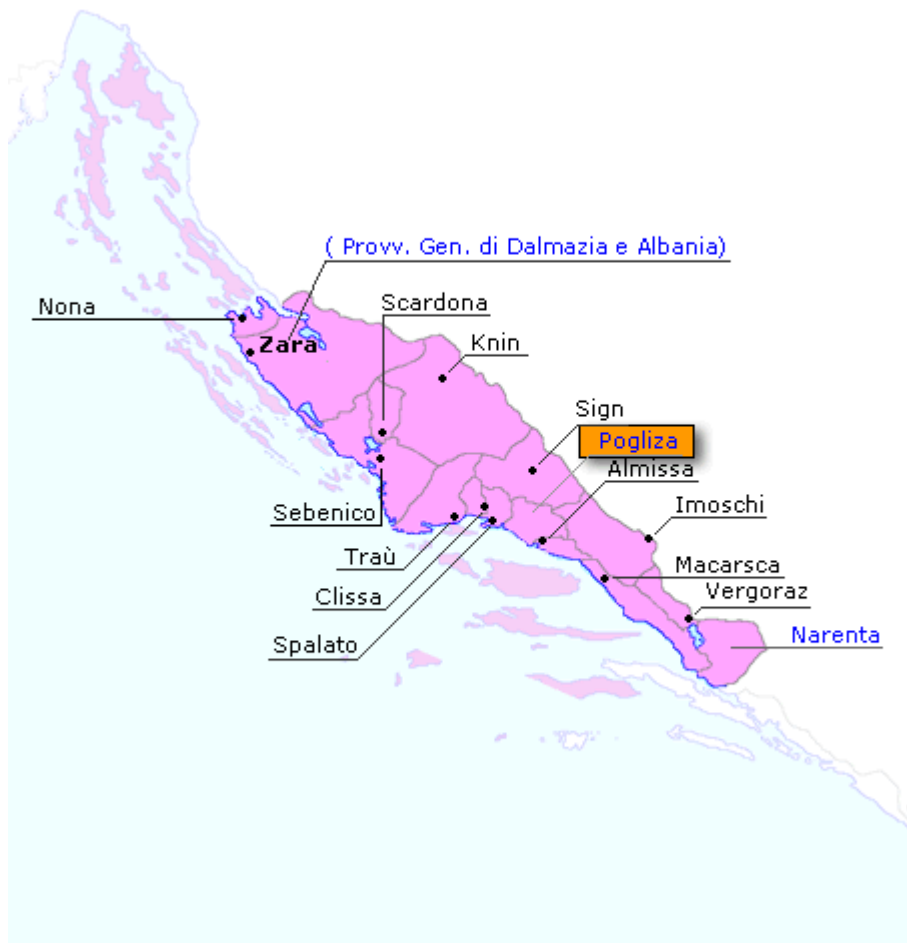 ( Provv. Gen. di Dalmazia e Albania)
Nona
Scardona
Zara
Knin
Sign
Pogliza
Almissa
Sebenico
Imoschi
Traù
Macarsca
Clissa
Vergoraz
Spalato
Narenta